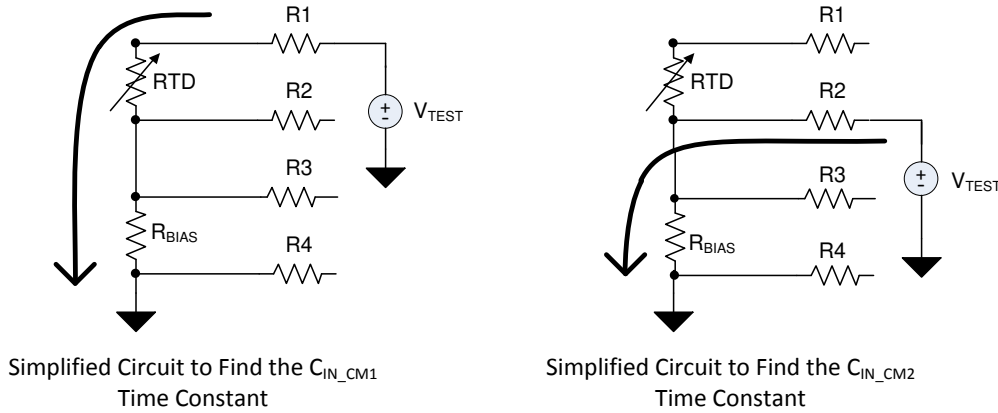 R1
RTD
R2
V_TEST
R3
R_BIAS
R4
Simplified Circuit to Find the C_IN_CM1
Time Constant
R1
RTD
R2
V_TEST
R3
R_BIAS
R4
Simplified Circuit to Find the C_IN_CM2
Time Constant